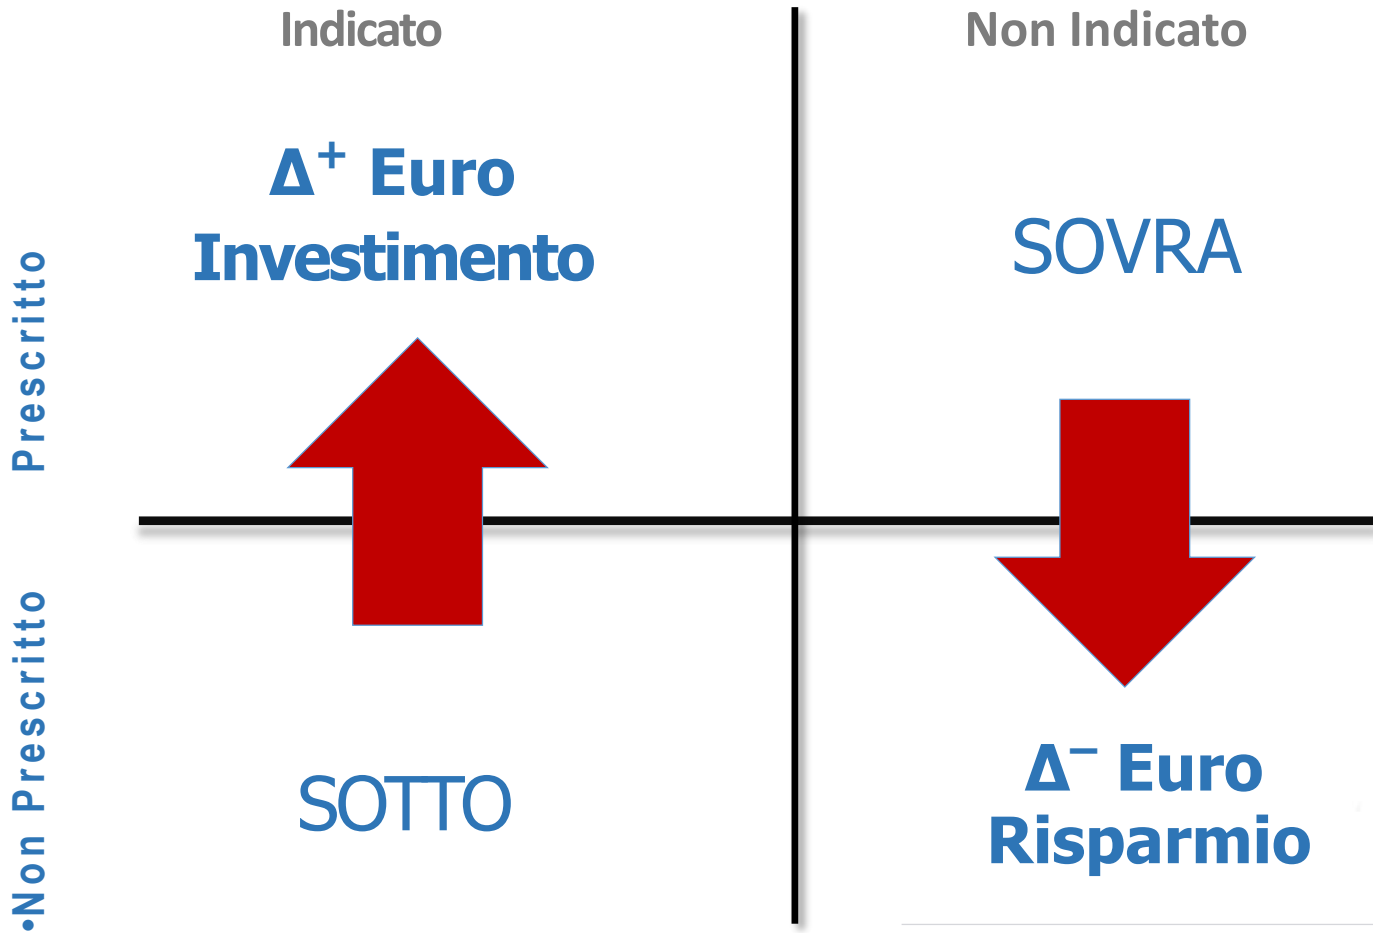 Indicato
Non Indicato
Δ⁺ Euro
Investimento
SOVRA
Prescritto
•Non Prescritto
SOTTO
Δ⁻ Euro
Risparmio